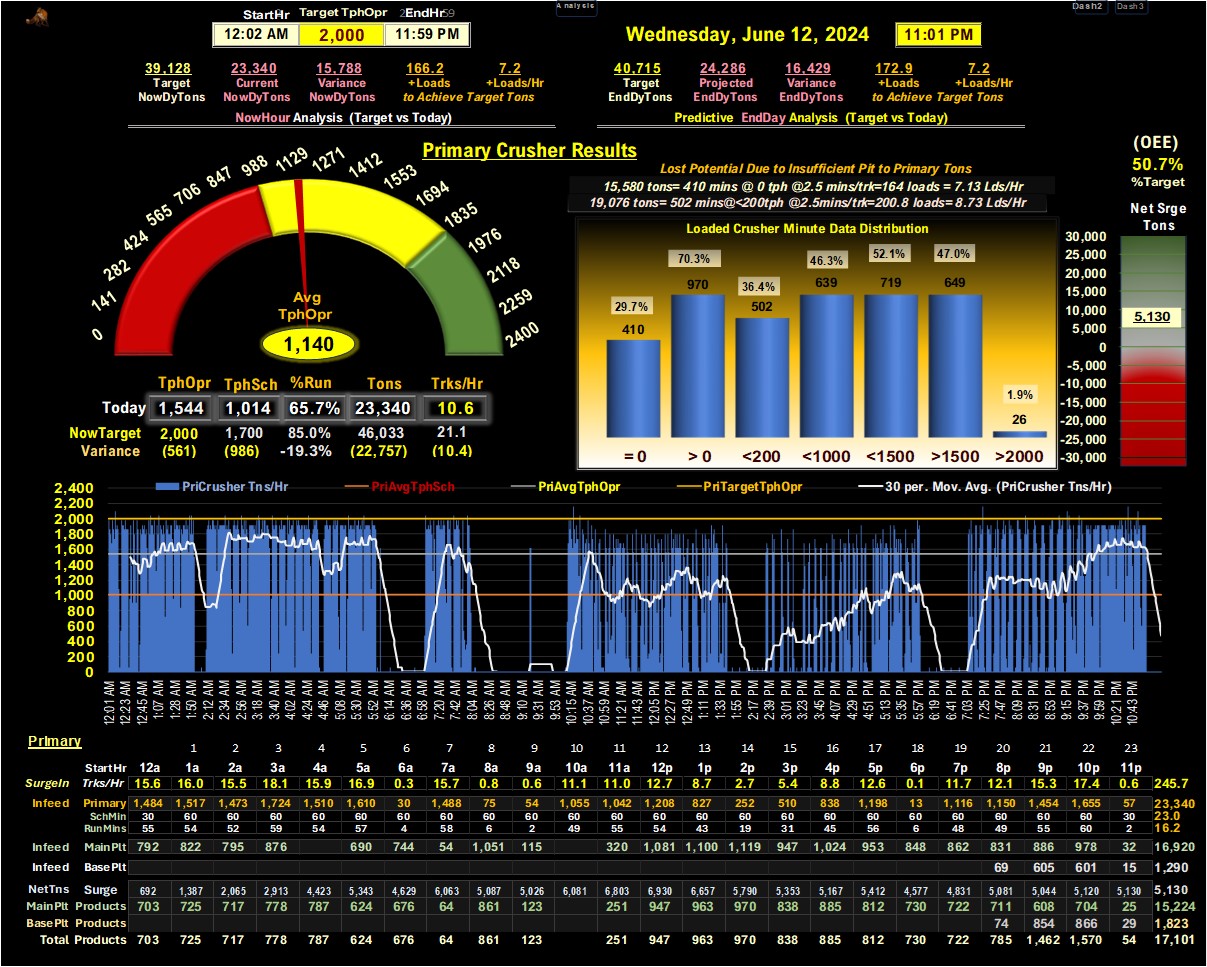 Analysis
Dash2 Dash3
StartHr Target TphOpr EndHr
12:02 AM 2,000 11:59 PM
Wednesday, June 12, 2024 11:01 PM
39,128 23,340 15,788 166.2 7.2
Target Current Variance +Loads +Loads/Hr
NowDyTons NowDyTons NowDyTons to Achieve Target Tons
NowHour Analysis (Target vs Today)
40,715 24,286 16,429 172.9 7.2
Target Projected Variance +Loads +Loads/Hr
EndDyTons EndDyTons EndDyTons to Achieve Target Tons
Predictive EndDay Analysis (Target vs Today)
Primary Crusher Results
0 141 282 424 565 706 847 988 1129 1271 1412 1553 1694 1835 1976 2118 2259 2400
Avg
TphOpr
1,140
TphOpr TphSch %Run Tons Trks/Hr
Today 1,544 1,014 65.7% 23,340 10.6
NowTarget 2,000 1,700 85.0% 46,033 21.1
Variance (561) (986) -19.3% (22,757) (10.4)
Lost Potential Due to Insufficient Pit to Primary Tons
15,580 tons= 410 mins @ 0 tph @2.5 mins/trk=164 loads = 7.13 Lds/Hr
19,076 tons= 502 mins@<200tph @2.5mins/trk=200.8 loads= 8.73 Lds/Hr
Loaded Crusher Minute Data Distribution
29.7% 70.3% 36.4% 46.3% 52.1% 47.0% 1.9%
410 970 502 639 719 649 26
= 0 > 0 <200 <1000 <1500 >1500 >2000
(OEE)
50.7%
%Target
Net Srge
Tons
30,000
25,000
20,000
15,000
10,000
5,000
0
-5,000
-10,000
-15,000
-20,000
-25,000
-30,000
5,130
PriCrusher Tns/Hr PriAvgTphSch PriAvgTphOpr PriTargetTphOpr 30 per. Mov. Avg. (PriCrusher Tns/Hr)
2,400
2,200
2,000
1,800
1,600
1,400
1,200
1,000
800
600
400
200
0
12:01 AM 12:23 AM 12:45 AM 1:07 AM 1:28 AM 1:50 AM 2:12 AM 2:34 AM 2:56 AM 3:18 AM 3:40 AM 4:02 AM 4:24 AM 4:46 AM 5:08 AM 5:30 AM 5:52 AM 6:14 AM 6:36 AM 6:58 AM 7:20 AM 7:42 AM 8:04 AM 8:26 AM 8:48 AM 9:10 AM 9:31 AM 9:53 AM 10:15 AM 10:37 AM 10:59 AM 11:21 AM 11:43 AM 12:05 PM 12:27 PM 12:49 PM 1:11 PM 1:33 PM 1:55 PM 2:17 PM 2:39 PM 3:01 PM 3:23 PM 3:45 PM 4:07 PM 4:29 PM 4:51 PM 5:13 PM 5:35 PM 5:57 PM 6:19 PM 6:41 PM 7:03 PM 7:25 PM 7:47 PM 8:09 PM 8:31 PM 8:53 PM 9:15 PM 9:37 PM 9:59 PM 10:21 PM 10:43 PM
Primary
1 2 3 4 5 6 7 8 9 10 11 12 13 14 15 16 17 18 19 20 21 22 23
StartHr 12a 1a 2a 3a 4a 5a 6a 7a 8a 9a 10a 11a 12p 1p 2p 3p 4p 5p 6p 7p 8p 9p 10p 11p
SurgeIn Trks/Hr 15.6 16.0 15.5 18.1 15.9 16.9 0.3 15.7 0.8 0.6 11.1 11.0 12.7 8.7 2.7 5.4 8.8 12.6 0.1 11.7 12.1 15.3 17.4 0.6 245.7
Infeed Primary 1,484 1,517 1,473 1,724 1,510 1,610 30 1,488 75 54 1,055 1,042 1,208 827 252 510 838 1,198 13 1,116 1,150 1,454 1,655 57 23,340
SchMin 30 60 60 60 60 60 60 60 60 60 60 60 60 60 60 60 60 60 60 60 60 60 60 30 23.0
RunMins 55 54 52 59 54 57 4 58 6 2 49 55 54 43 19 31 45 56 6 48 49 55 60 2 16.2
Infeed MainPlt 792 822 795 876 690 744 54 1,051 115 320 1,081 1,100 1,119 947 1,024 953 848 862 831 886 978 32 16,920
Infeed BasePlt 69 605 601 15 1,290
NetTns Surge 692 1,387 2,065 2,913 4,423 5,343 4,629 6,063 5,087 5,026 6,081 6,803 6,930 6,657 5,790 5,353 5,167 5,412 4,577 4,831 5,081 5,044 5,120 5,130 5,130
MainPlt Products 703 725 717 778 787 624 676 64 861 123 251 947 963 970 838 885 812 730 722 711 608 704 25 15,224
BasePlt Products 74 854 866 29 1,823
Total Products 703 725 717 778 787 624 676 64 861 123 251 947 963 970 838 885 812 730 722 785 1,462 1,570 54 17,101